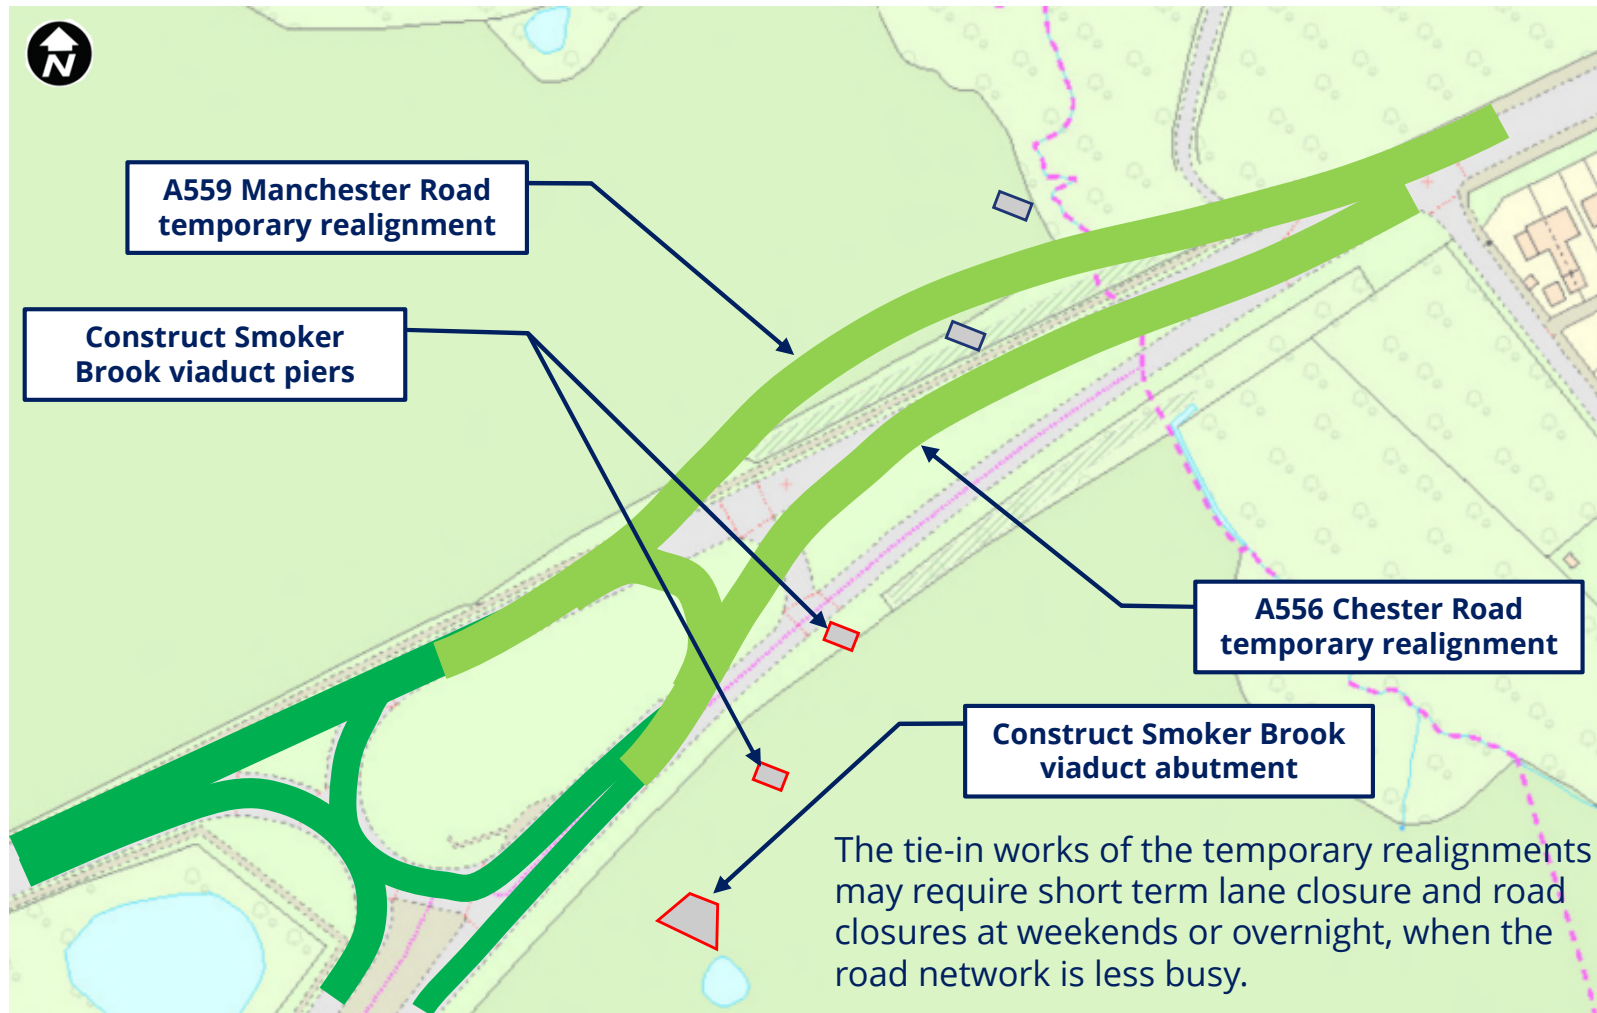 N
A559 Manchester Road
temporary realignment
Construct Smoker
Brook viaduct piers
A556 Chester Road
temporary realignment
Construct Smoker Brook
viaduct abutment
The tie-in works of the temporary realignments
may require short term lane closure and road
closures at weekends or overnight, when the
road network is less busy.